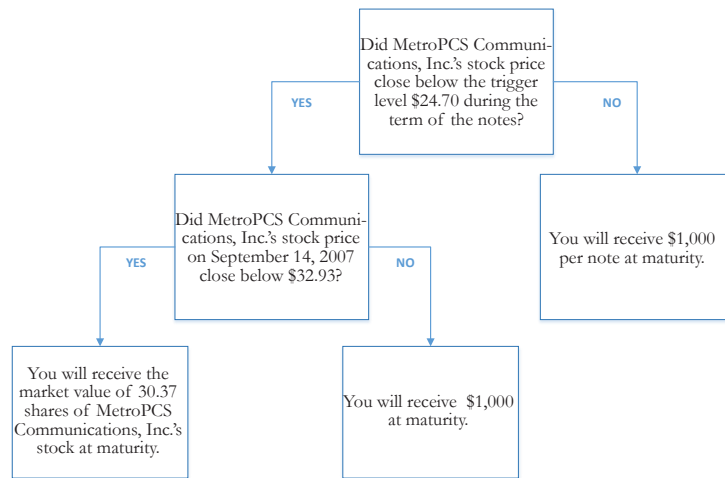 Did MetroPCS Communi-
cations, Inc.'s stock price
close below the trigger
level $24.70 during the
term of the notes?
YES
NO
Did MetroPCS Communi-
cations, Inc.'s stock price
on September 14, 2007
close below $32.93?
You will receive $1,000
per note at maturity.
YES
NO
You will receive the
market value of 30.37
shares of MetroPCS
Communications, Inc.'s
stock at maturity.
You will receive $1,000
at maturity.